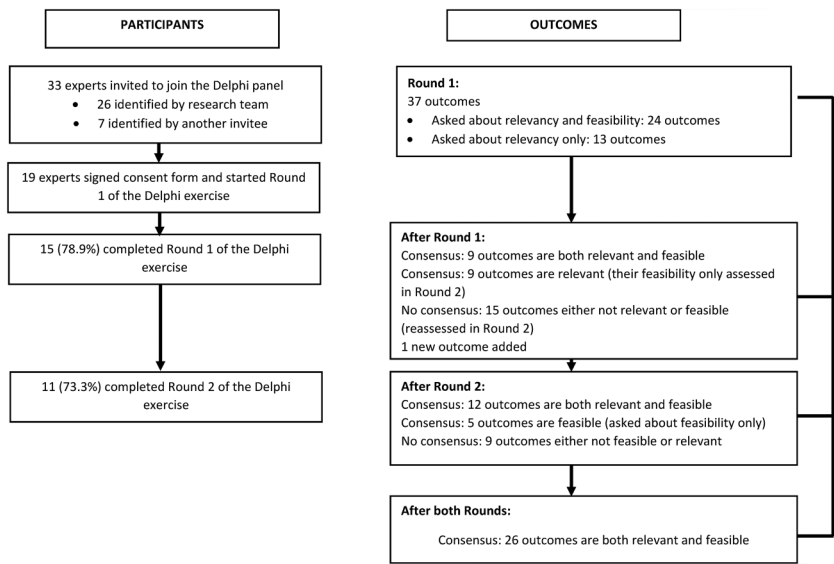 PARTICIPANTS
33 experts invited to join the Delphi panel
• 26 identified by research team
• 7 identified by another invitee
19 experts signed consent form and started Round
1 of the Delphi exercise
15 (78.9%) completed Round 1 of the Delphi
exercise
11 (73.3%) completed Round 2 of the Delphi
exercise
OUTCOMES
Round 1:
37 outcomes
• Asked about relevancy and feasibility: 24 outcomes
• Asked about relevancy only: 13 outcomes
After Round 1:
Consensus: 9 outcomes are both relevant and feasible
Consensus: 9 outcomes are relevant (their feasibility only assessed
in Round 2)
No consensus: 15 outcomes either not relevant or feasible
(reassessed in Round 2)
1 new outcome added
After Round 2:
Consensus: 12 outcomes are both relevant and feasible
Consensus: 5 outcomes are feasible (asked about feasibility only)
No consensus: 9 outcomes either not feasible or relevant
After both Rounds:
Consensus: 26 outcomes are both relevant and feasible